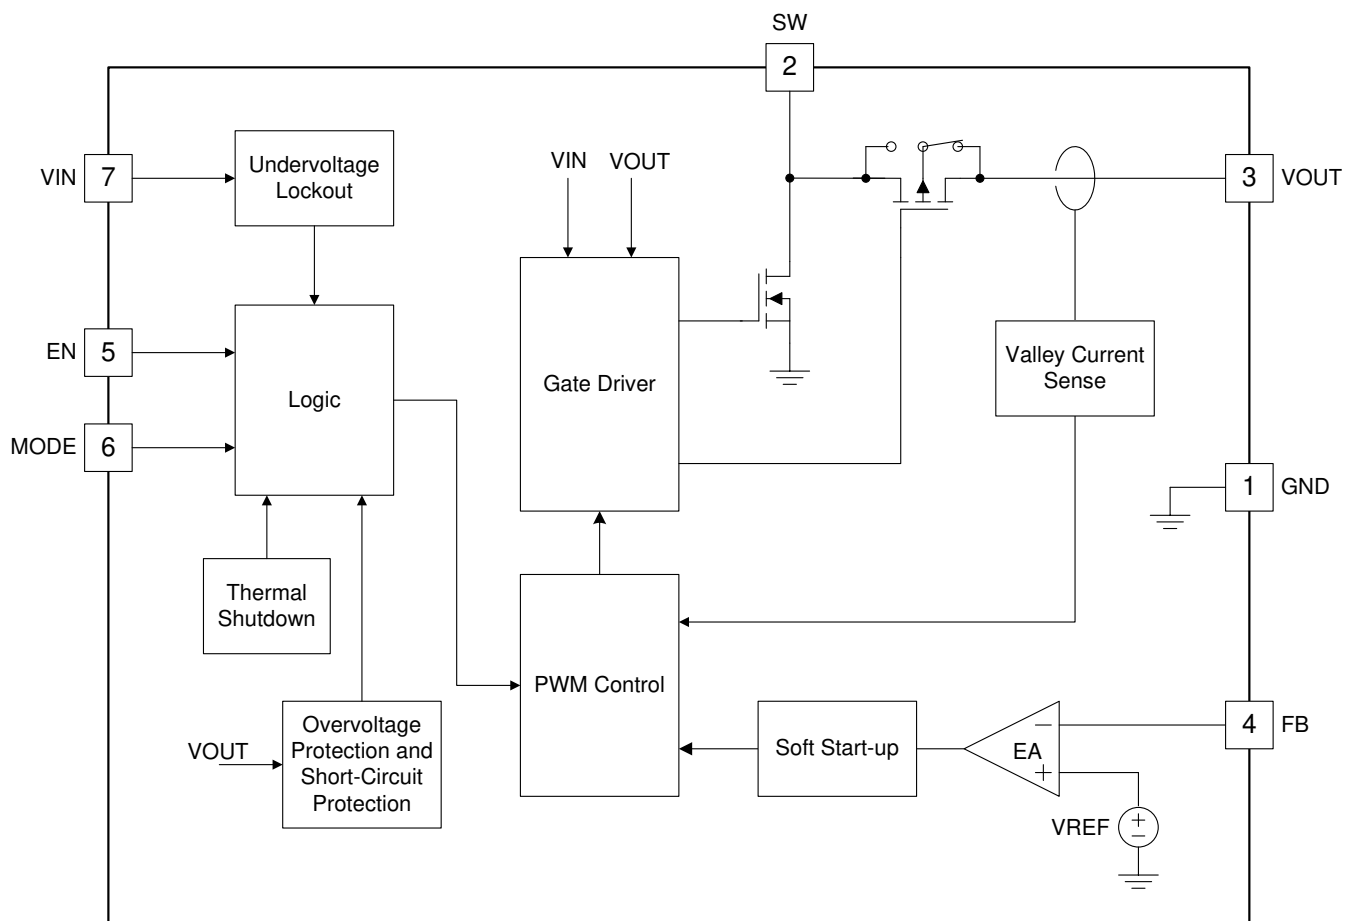 SW
2
VIN
7
Undervoltage
Lockout
VIN
VOUT
3
VOUT
EN
5
Logic
Gate Driver
Valley Current
Sense
MODE
6
1
GND
Thermal
Shutdown
PWM Control
Overvoltage
Protection and
Short-Circuit
Protection
VOUT
Soft Start-up
EA
−
+
4
FB
VREF
+
−